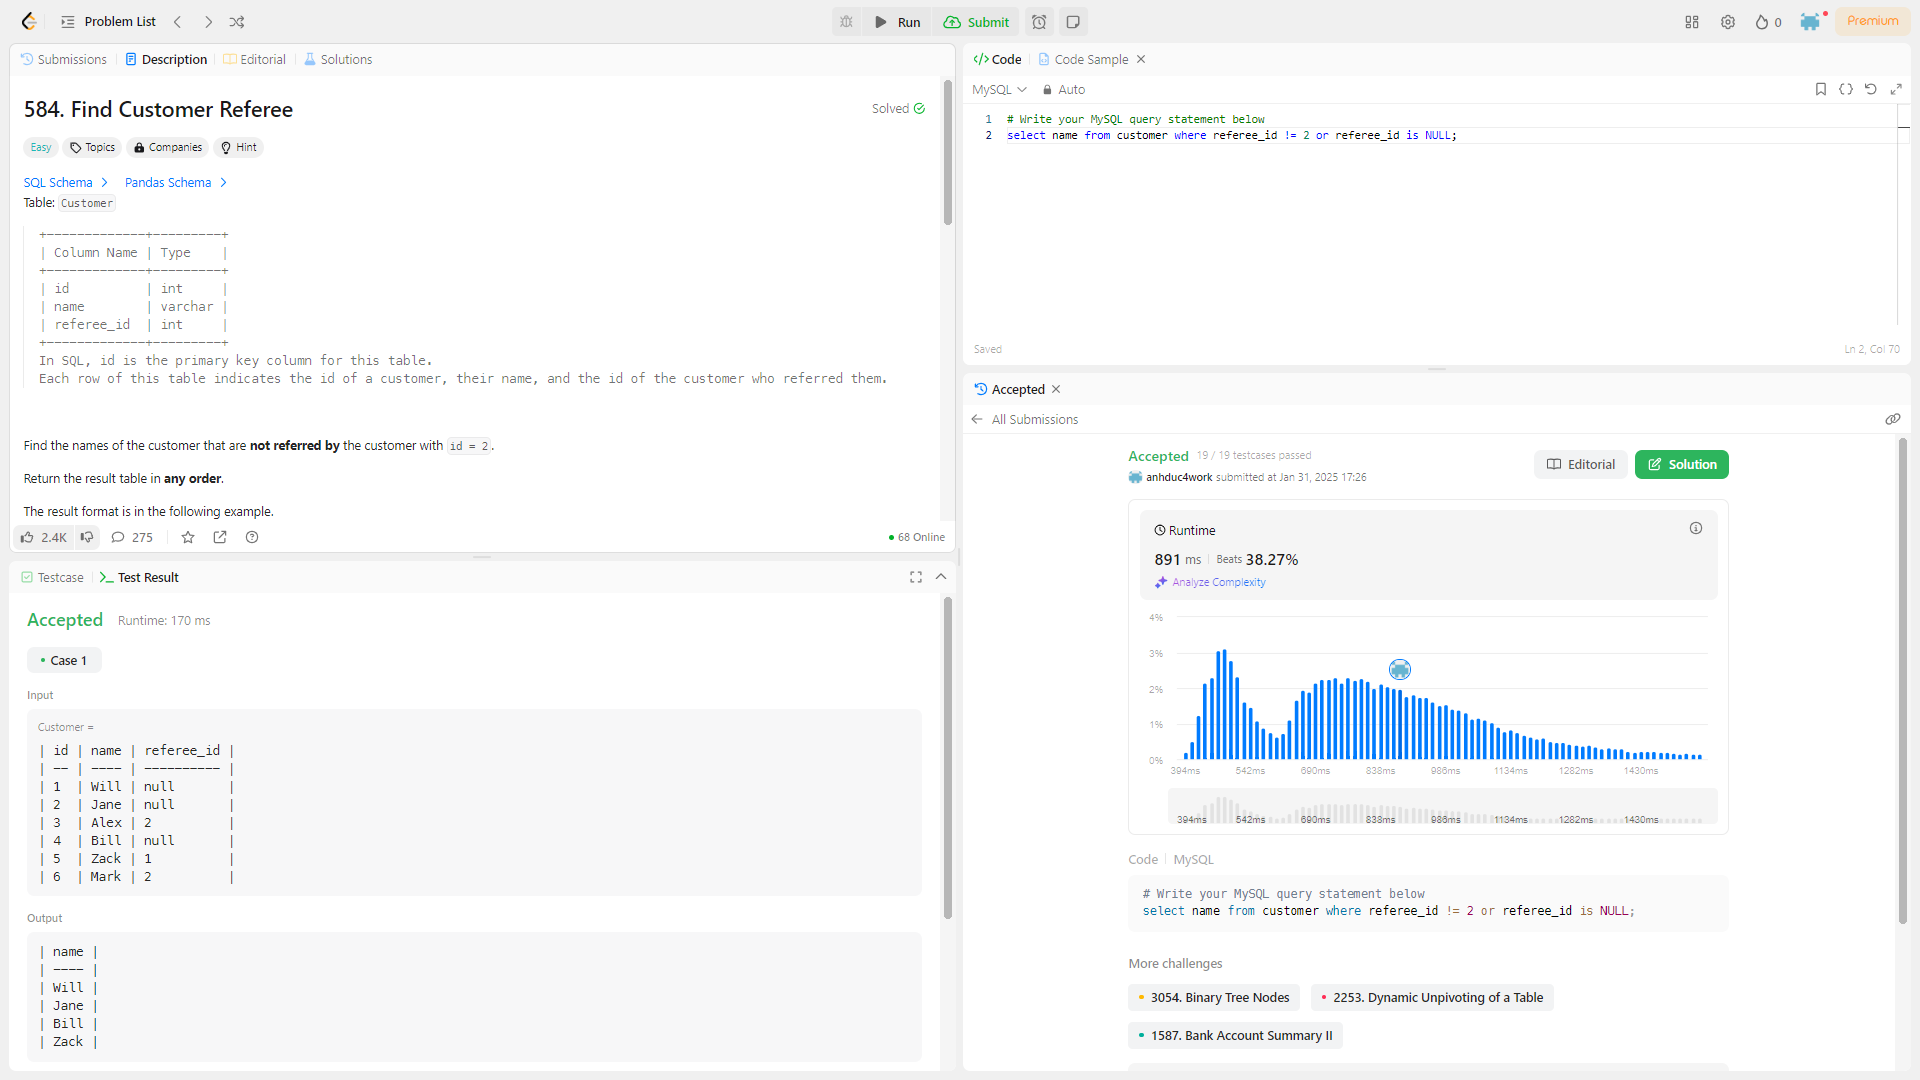 Problem List
Run
Submit
0
Premium
Submissions
Description
Editorial
Solutions
584. Find Customer Referee
Solved
Easy
Topics
Companies
Hint
SQL Schema
Pandas Schema
Table: Customer
+-------------+---------+
| Column Name | Type    |
+-------------+---------+
| id          | int     |
| name        | varchar |
| referee_id  | int     |
+-------------+---------+
In SQL, id is the primary key column for this table.
Each row of this table indicates the id of a customer, their name, and the id of the customer who referred them.
Find the names of the customer that are not referred by the customer with id = 2.
Return the result table in any order.
The result format is in the following example.
2.4K
275
68 Online
Testcase
Test Result
Accepted
Runtime: 170 ms
Case 1
Input
Customer =
| id | name | referee_id |
| -- | ---- | ---------- |
| 1  | Will | null       |
| 2  | Jane | null       |
| 3  | Alex | 2          |
| 4  | Bill | null       |
| 5  | Zack | 1          |
| 6  | Mark | 2          |
Output
| name |
| ---- |
| Will |
| Jane |
| Bill |
| Zack |
Code
Code Sample
MySQL
Auto
1 # Write your MySQL query statement below
2 select name from customer where referee_id != 2 or referee_id is NULL;
Saved
Ln 2, Col 70
Accepted
All Submissions
Accepted 19 / 19 testcases passed
anhduc4work submitted at Jan 31, 2025 17:26
Editorial
Solution
Runtime
891 ms Beats 38.27%
Analyze Complexity
4%
3%
2%
1%
0%
394ms 542ms 690ms 838ms 986ms 1134ms 1282ms 1430ms
394ms 542ms 690ms 838ms 986ms 1134ms 1282ms 1430ms
Code
MySQL
# Write your MySQL query statement below
select name from customer where referee_id != 2 or referee_id is NULL;
More challenges
3054. Binary Tree Nodes
2253. Dynamic Unpivoting of a Table
1587. Bank Account Summary II